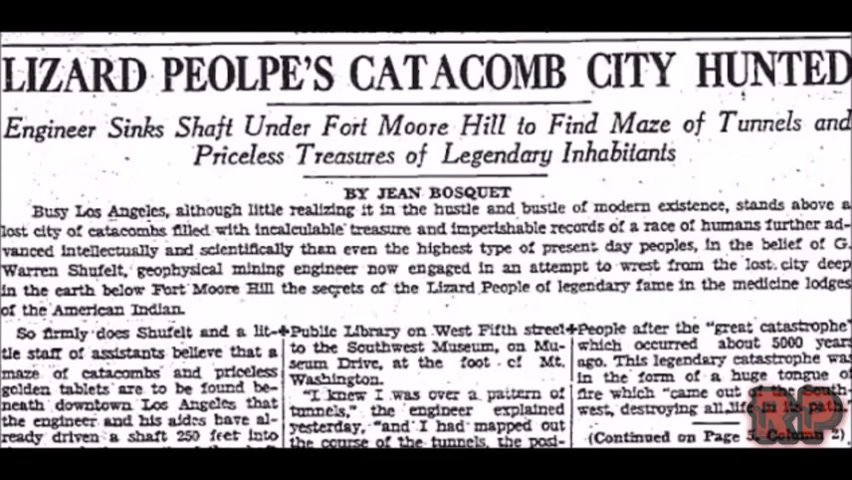 LIZARD PEOLPE'S CATACOMB CITY HUNTED
Engineer Sinks Shaft Under Fort Moore Hill to Find Maze of Tunnels and
Priceless Treasures of Legendary Inhabitants
BY JEAN BOSQUET
Busy Los Angeles, although little realizing it in the hustle and bustle of modern existence, stands above a
lost city of catacombs filled with incalculable treasure and imperishable records of a race of humans further ad-
vanced intellectually and scientifically than even the highest type of present day peoples, in the belief of G.
Warren Shufelt, geophysical mining engineer now engaged in an attempt to wrest from the lost city deep
in the earth below Fort Moore Hill the secrets of the Lizard People of legendary fame in the medicine lodges
of the American Indian.
So firmly does Shufelt and a lit-
tle staff of assistants believe that a
maze of catacombs and priceless
golden tablets are to be found be-
neath downtown Los Angeles that
the engineer and his aides have al-
ready driven a shaft 250 feet into
Public Library on West Fifth street
to the Southwest Museum, on Mu-
seum Drive, at the foot of Mt.
Washington.
"I knew I was over a pattern of
tunnels," the engineer explained
yesterday, "and I had mapped out
the course of the tunnels, the posi-
People after the "great catastrophe"
which occurred about 5000 years
ago. This legendary catastrophe was
in the form of a huge tongue of
fire which "came out of the South-
west, destroying all life in its path."
(Continued on Page 5, Column 2)
RP